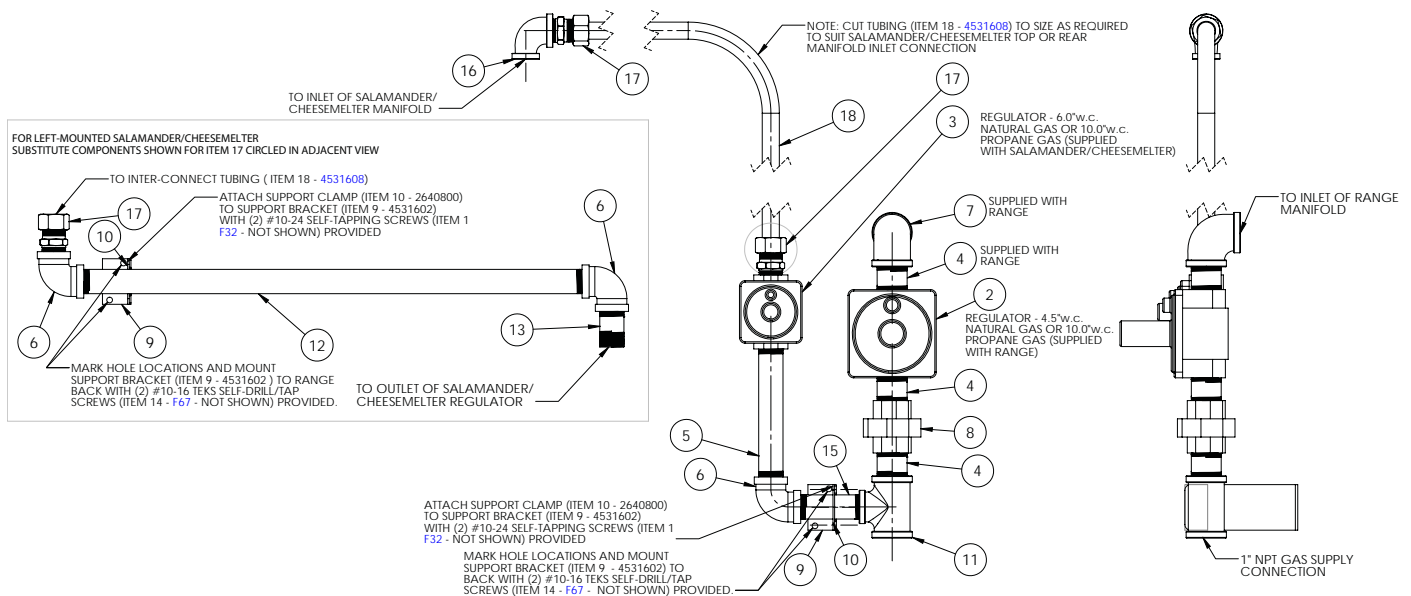 NOTE: CUT TUBING (ITEM 18 - 4531608) TO SIZE AS REQUIRED
TO SUIT SALAMANDER/CHEESEMELTER TOP OR REAR
MANIFOLD INLET CONNECTION
16
17
TO INLET OF SALAMANDER/
CHEESEMELTER MANIFOLD
17
18
3
REGULATOR - 6.0"w.c.
NATURAL GAS OR 10.0"w.c.
PROPANE GAS (SUPPLIED
WITH SALAMANDER/CHEESEMELTER)
FOR LEFT-MOUNTED SALAMANDER/CHEESEMELTER
SUBSTITUTE COMPONENTS SHOWN FOR ITEM 17 CIRCLED IN ADJACENT VIEW
TO INTER-CONNECT TUBING ( ITEM 18 - 4531608)
17
ATTACH SUPPORT CLAMP (ITEM 10 - 2640800)
TO SUPPORT BRACKET (ITEM 9 - 4531602)
WITH (2) #10-24 SELF-TAPPING SCREWS (ITEM 1
F32 - NOT SHOWN) PROVIDED
10
6
6
9
12
13
MARK HOLE LOCATIONS AND MOUNT
SUPPORT BRACKET (ITEM 9 - 4531602 ) TO RANGE
BACK WITH (2) #10-16 TEKS SELF-DRILL/TAP
SCREWS (ITEM 14 - F67 - NOT SHOWN) PROVIDED.
TO OUTLET OF SALAMANDER/
CHEESEMELTER REGULATOR
7
SUPPLIED WITH
RANGE
4
SUPPLIED WITH
RANGE
2
REGULATOR - 4.5"w.c.
NATURAL GAS OR 10.0"w.c.
PROPANE GAS (SUPPLIED
WITH RANGE)
TO INLET OF RANGE
MANIFOLD
4
8
5
15
4
6
ATTACH SUPPORT CLAMP (ITEM 10 - 2640800)
TO SUPPORT BRACKET (ITEM 9 - 4531602)
WITH (2) #10-24 SELF-TAPPING SCREWS (ITEM 1
F32 - NOT SHOWN) PROVIDED
MARK HOLE LOCATIONS AND MOUNT
SUPPORT BRACKET (ITEM 9 - 4531602) TO
BACK WITH (2) #10-16 TEKS SELF-DRILL/TAP
SCREWS (ITEM 14 - F67 - NOT SHOWN) PROVIDED.
9
10
11
1" NPT GAS SUPPLY
CONNECTION